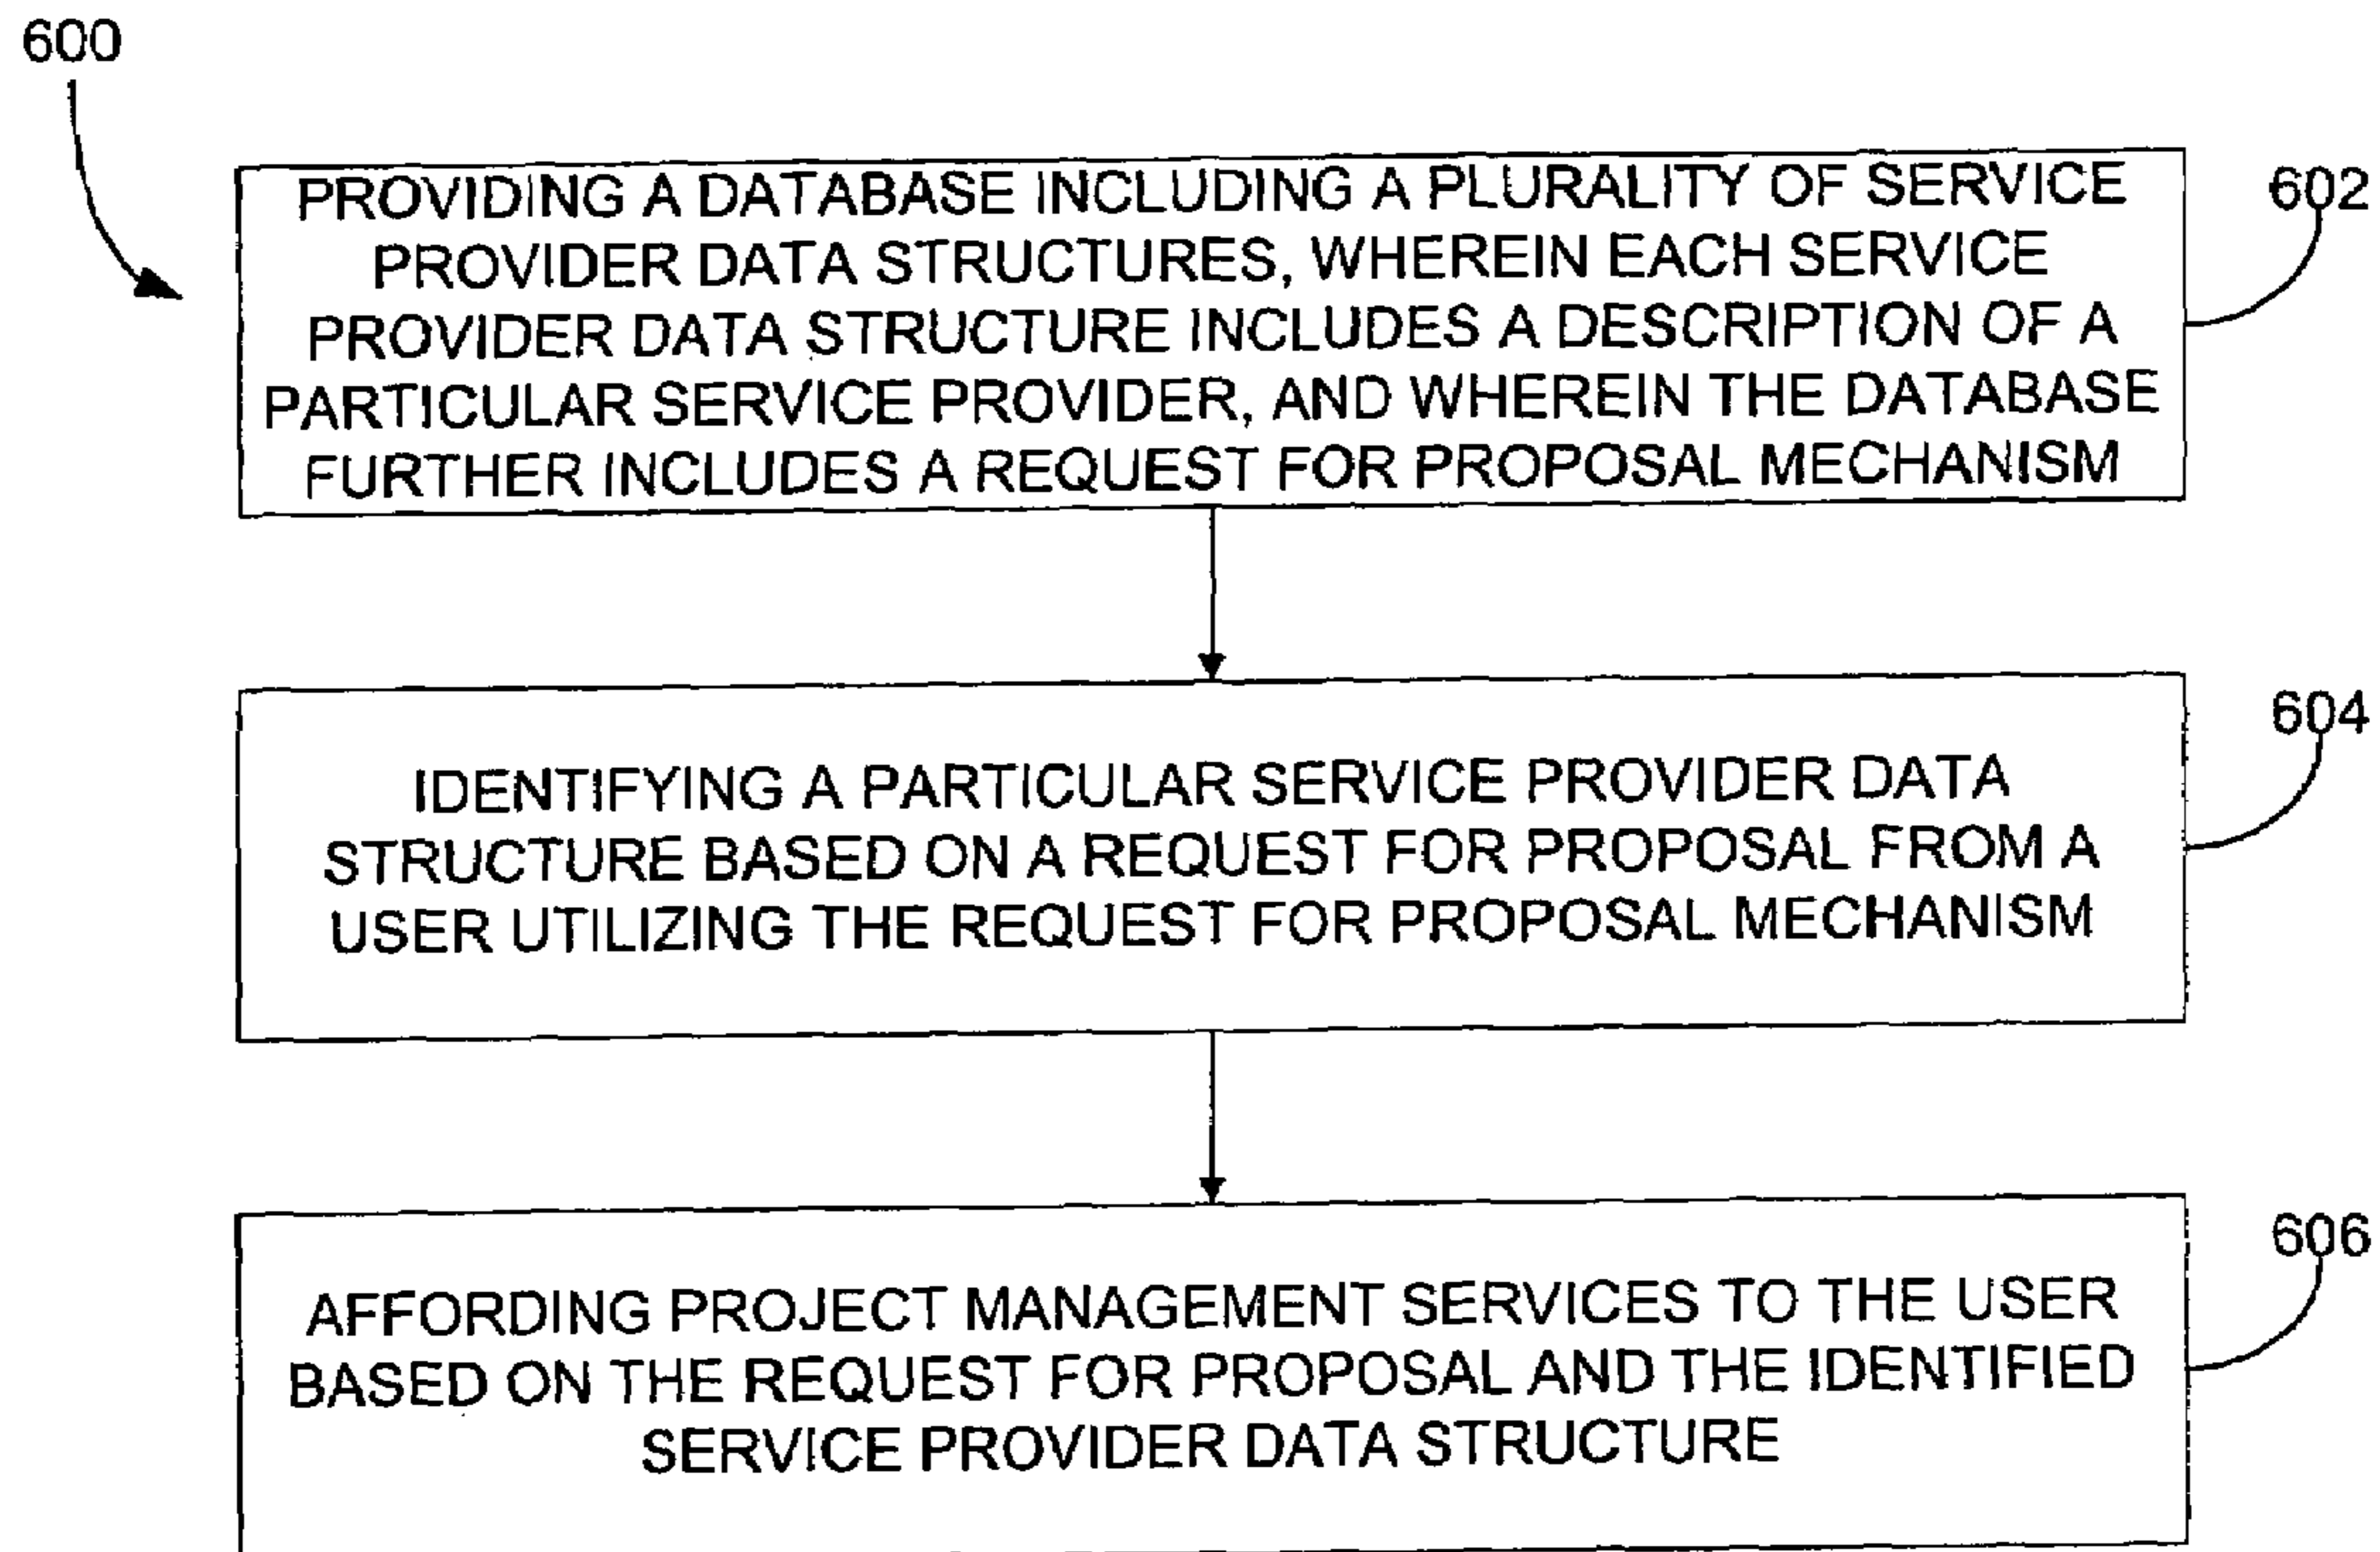 600
PROVIDING A DATABASE INCLUDING A PLURALITY OF SERVICE
PROVIDER DATA STRUCTURES, WHEREIN EACH SERVICE
PROVIDER DATA STRUCTURE INCLUDES A DESCRIPTION OF A
PARTICULAR SERVICE PROVIDER, AND WHEREIN THE DATABASE
FURTHER INCLUDES A REQUEST FOR PROPOSAL MECHANISM
602
IDENTIFYING A PARTICULAR SERVICE PROVIDER DATA
STRUCTURE BASED ON A REQUEST FOR PROPOSAL FROM A
USER UTILIZING THE REQUEST FOR PROPOSAL MECHANISM
604
AFFORDING PROJECT MANAGEMENT SERVICES TO THE USER
BASED ON THE REQUEST FOR PROPOSAL AND THE IDENTIFIED
SERVICE PROVIDER DATA STRUCTURE
606